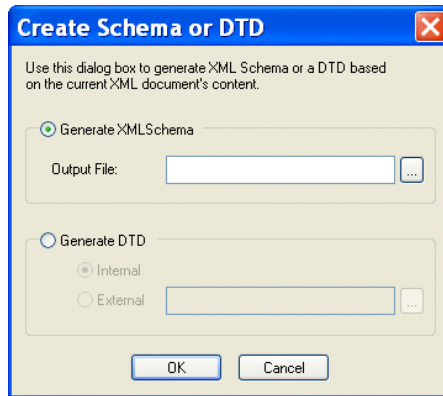 Create Schema or DTD
Use this dialog box to generate XML Schema or a DTD based
on the current XML document's content.
Generate XMLSchema
Output File:
...
Generate DTD
Internal
External
...
OK
Cancel